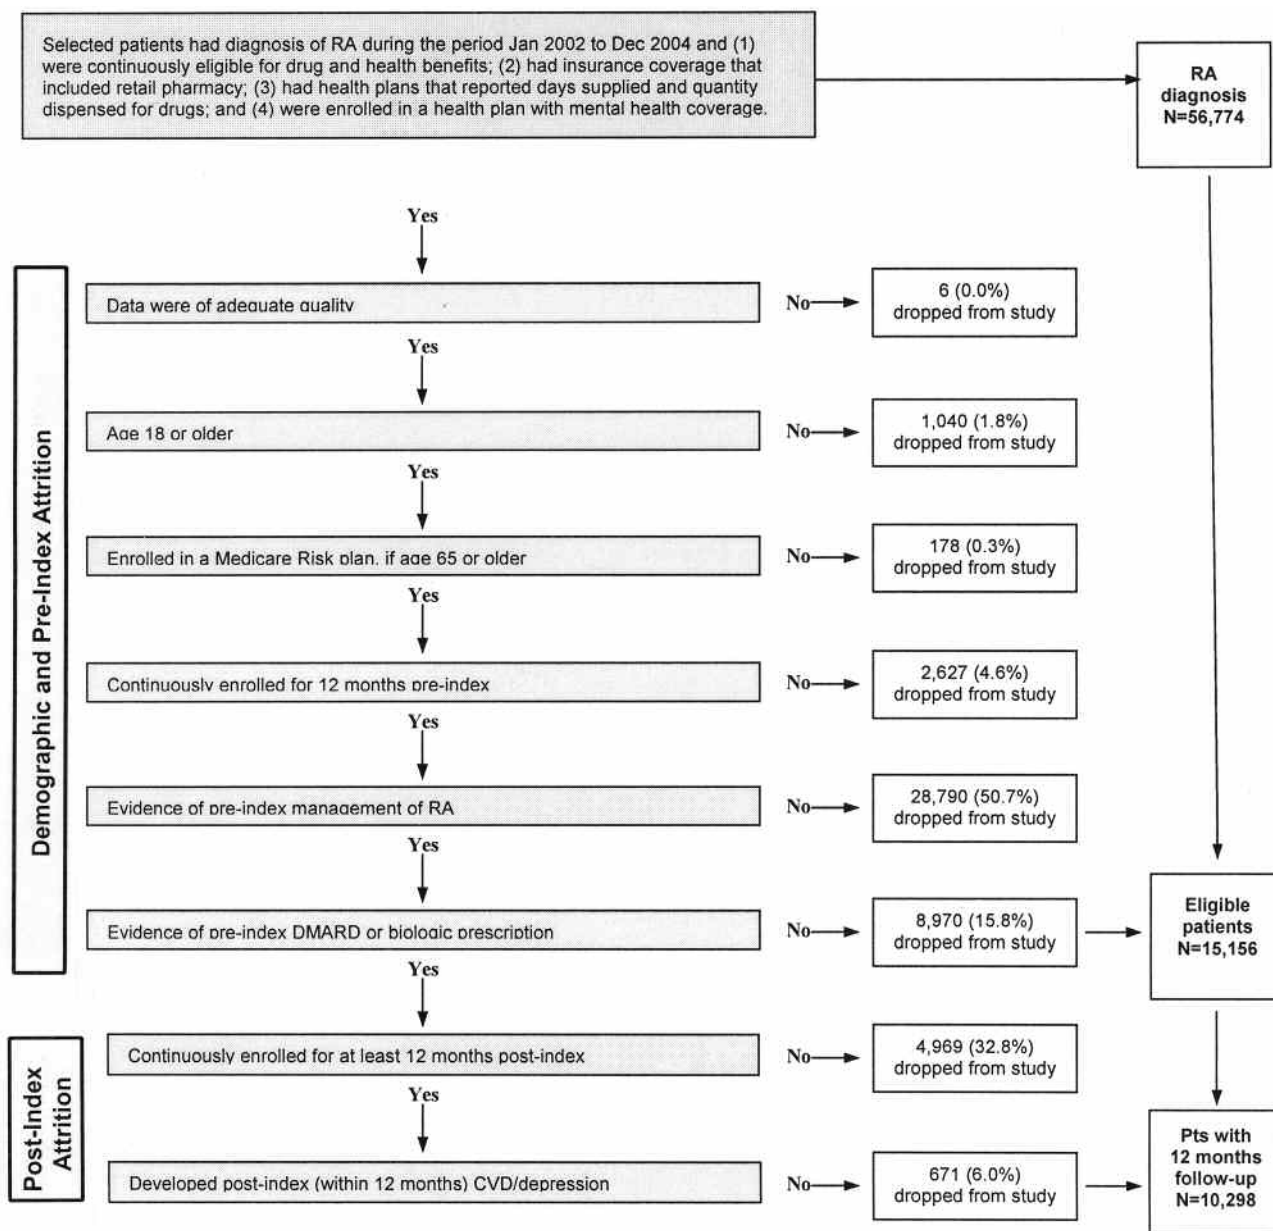 Selected patients had diagnosis of RA during the period Jan 2002 to Dec 2004 and (1)
were continuously eligible for drug and health benefits; (2) had insurance coverage that
included retail pharmacy; (3) had health plans that reported days supplied and quantity
dispensed for drugs; and (4) were enrolled in a health plan with mental health coverage.
RA
diagnosis
N=56,774
Yes
Demographic and Pre-Index Attrition
Data were of adequate quality
No
6 (0.0%)
dropped from study
Yes
Age 18 or older
No
1,040 (1.8%)
dropped from study
Yes
Enrolled in a Medicare Risk plan, if age 65 or older
No
178 (0.3%)
dropped from study
Yes
Continuously enrolled for 12 months pre-index
No
2,627 (4.6%)
dropped from study
Yes
Evidence of pre-index management of RA
No
28,790 (50.7%)
dropped from study
Yes
Evidence of pre-index DMARD or biologic prescription
No
8,970 (15.8%)
dropped from study
Eligible
patients
N=15,156
Yes
Post-Index
Attrition
Continuously enrolled for at least 12 months post-index
No
4,969 (32.8%)
dropped from study
Yes
Developed post-index (within 12 months) CVD/depression
No
671 (6.0%)
dropped from study
Pts with
12 months
follow-up
N=10,298